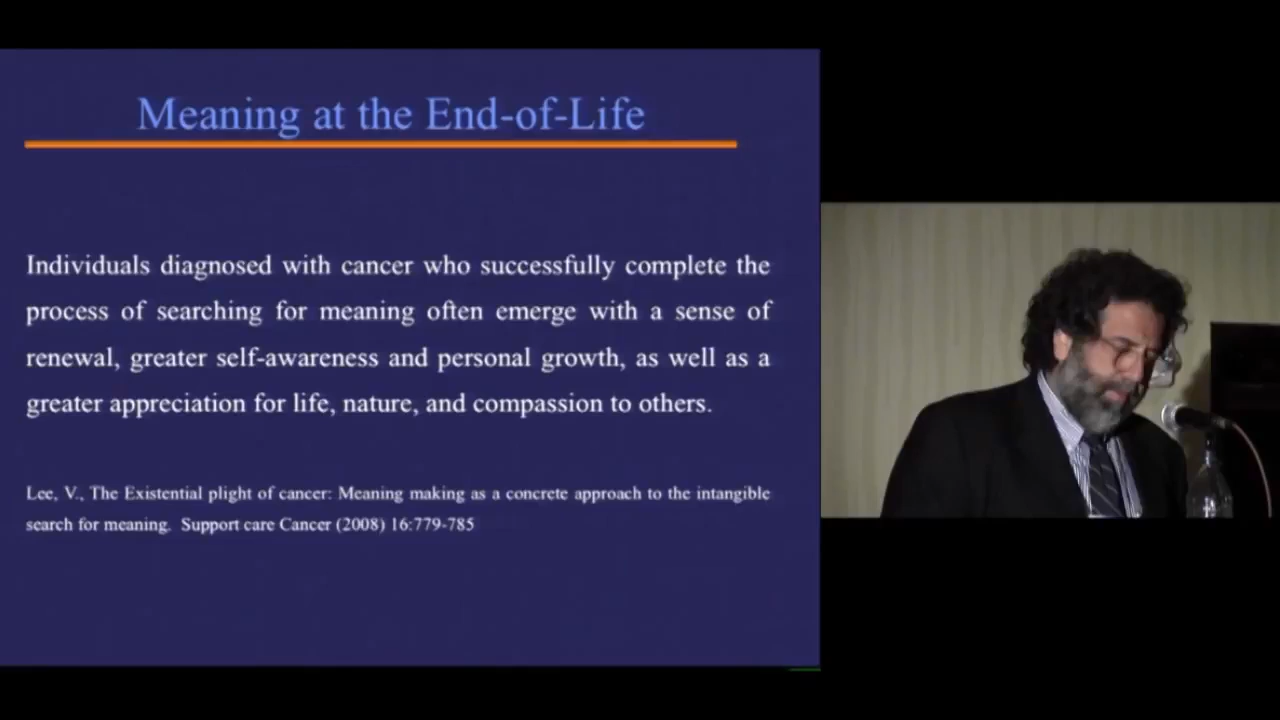 Meaning at the End-of-Life
Individuals diagnosed with cancer who successfully complete the
process of searching for meaning often emerge with a sense of
renewal, greater self-awareness and personal growth, as well as a
greater appreciation for life, nature, and compassion to others.
Lee, V., The Existential plight of cancer: Meaning making as a concrete approach to the intangible
search for meaning. Support care Cancer (2008) 16:779-785